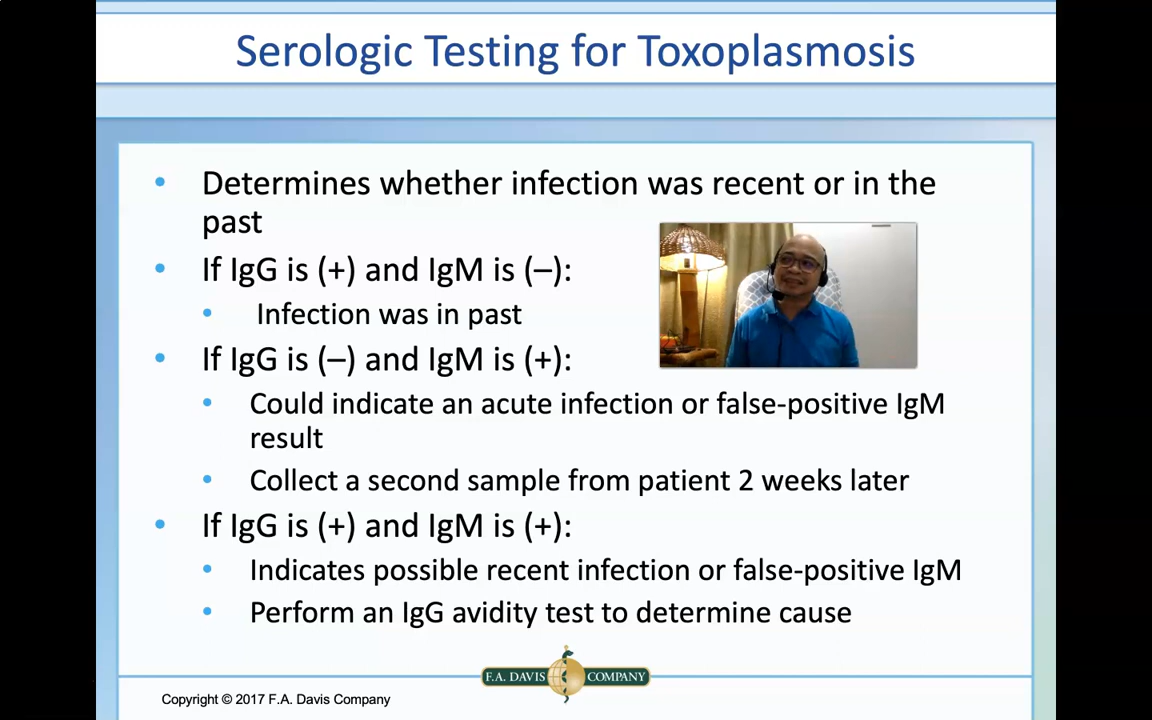 Serologic Testing for Toxoplasmosis
• Determines whether infection was recent or in the
past
• If IgG is (+) and IgM is (–):
• Infection was in past
• If IgG is (–) and IgM is (+):
• Could indicate an acute infection or false-positive IgM
result
• Collect a second sample from patient 2 weeks later
• If IgG is (+) and IgM is (+):
• Indicates possible recent infection or false-positive IgM
• Perform an IgG avidity test to determine cause
F.A. DAVIS COMPANY
Copyright © 2017 F.A. Davis Company